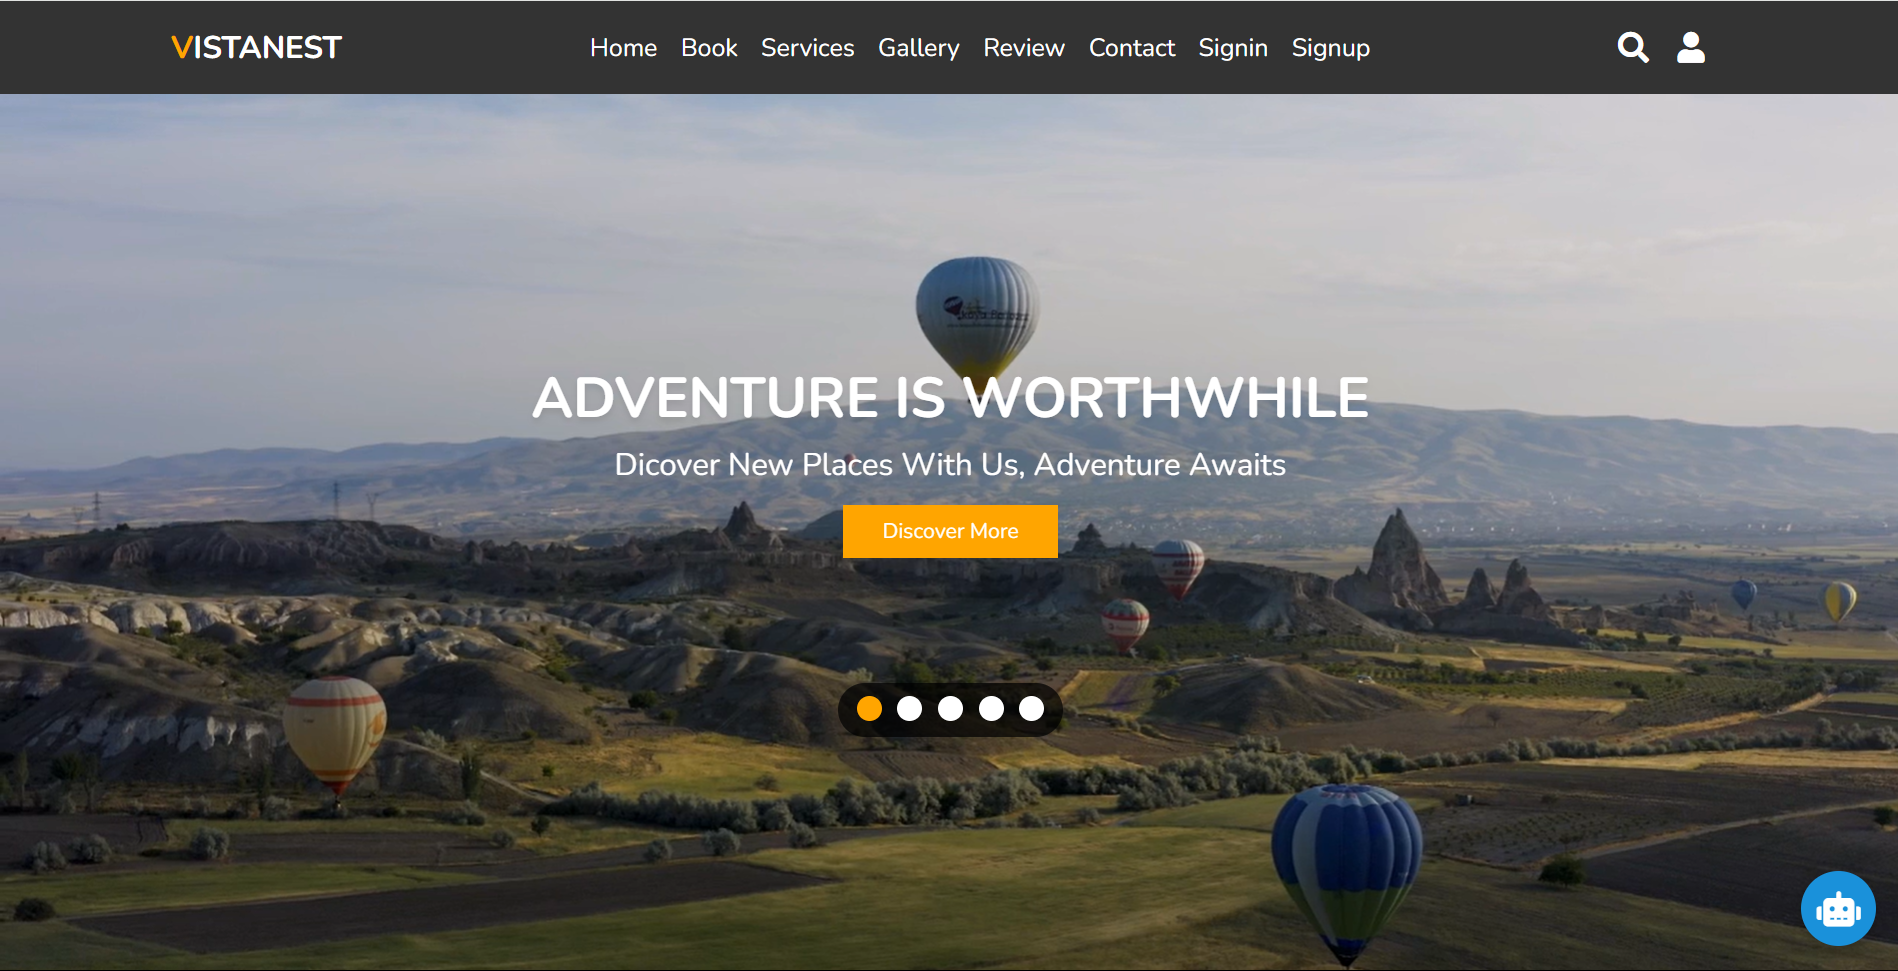 VISTANEST
Home Book Services Gallery Review Contact Signin Signup
ADVENTURE IS WORTHWHILE
Dicover New Places With Us, Adventure Awaits
Discover More